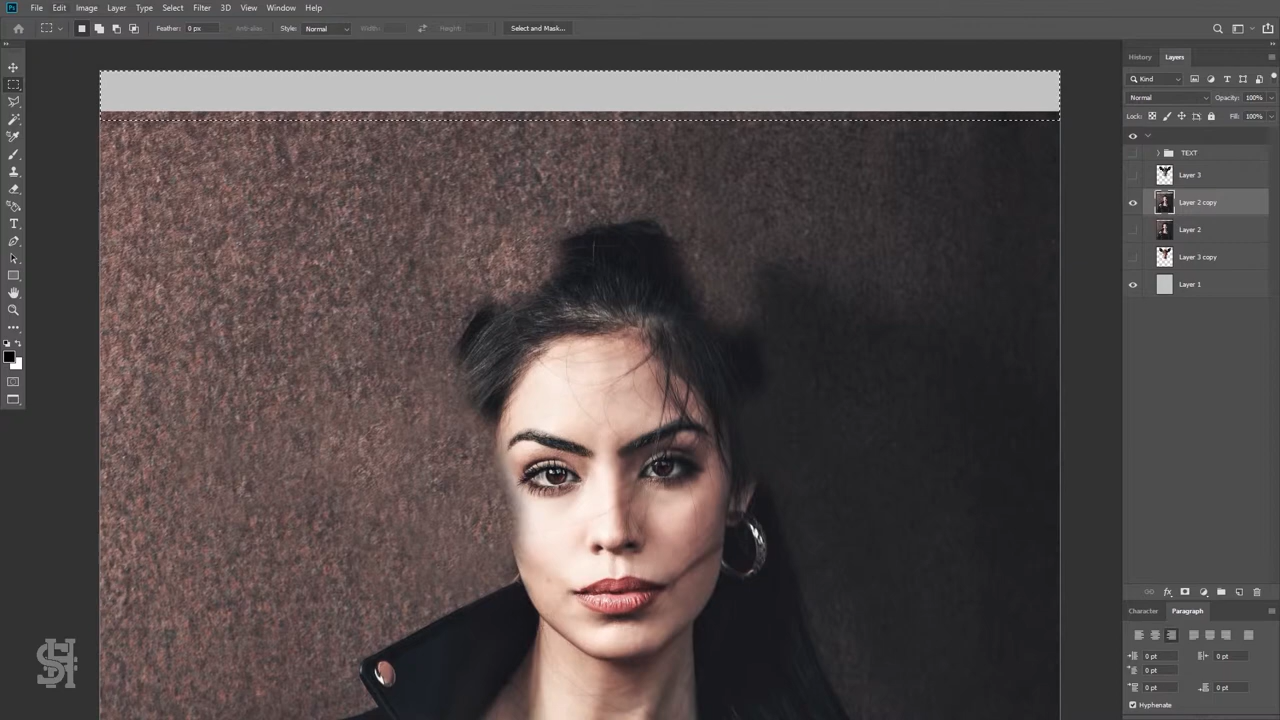 Ps File Edit Image Layer Type Select Filter 3D View Window Help
Feather: 0 px Anti-alias Style: Normal Width: Height: Select and Mask...
History Layers
Kind
Normal Opacity: 100%
Lock: Fill: 100%
TEXT
Layer 3
Layer 2 copy
Layer 2
Layer 3 copy
Layer 1
fx
Character Paragraph
0 pt 0 pt
0 pt
0 pt 0 pt
Hyphenate